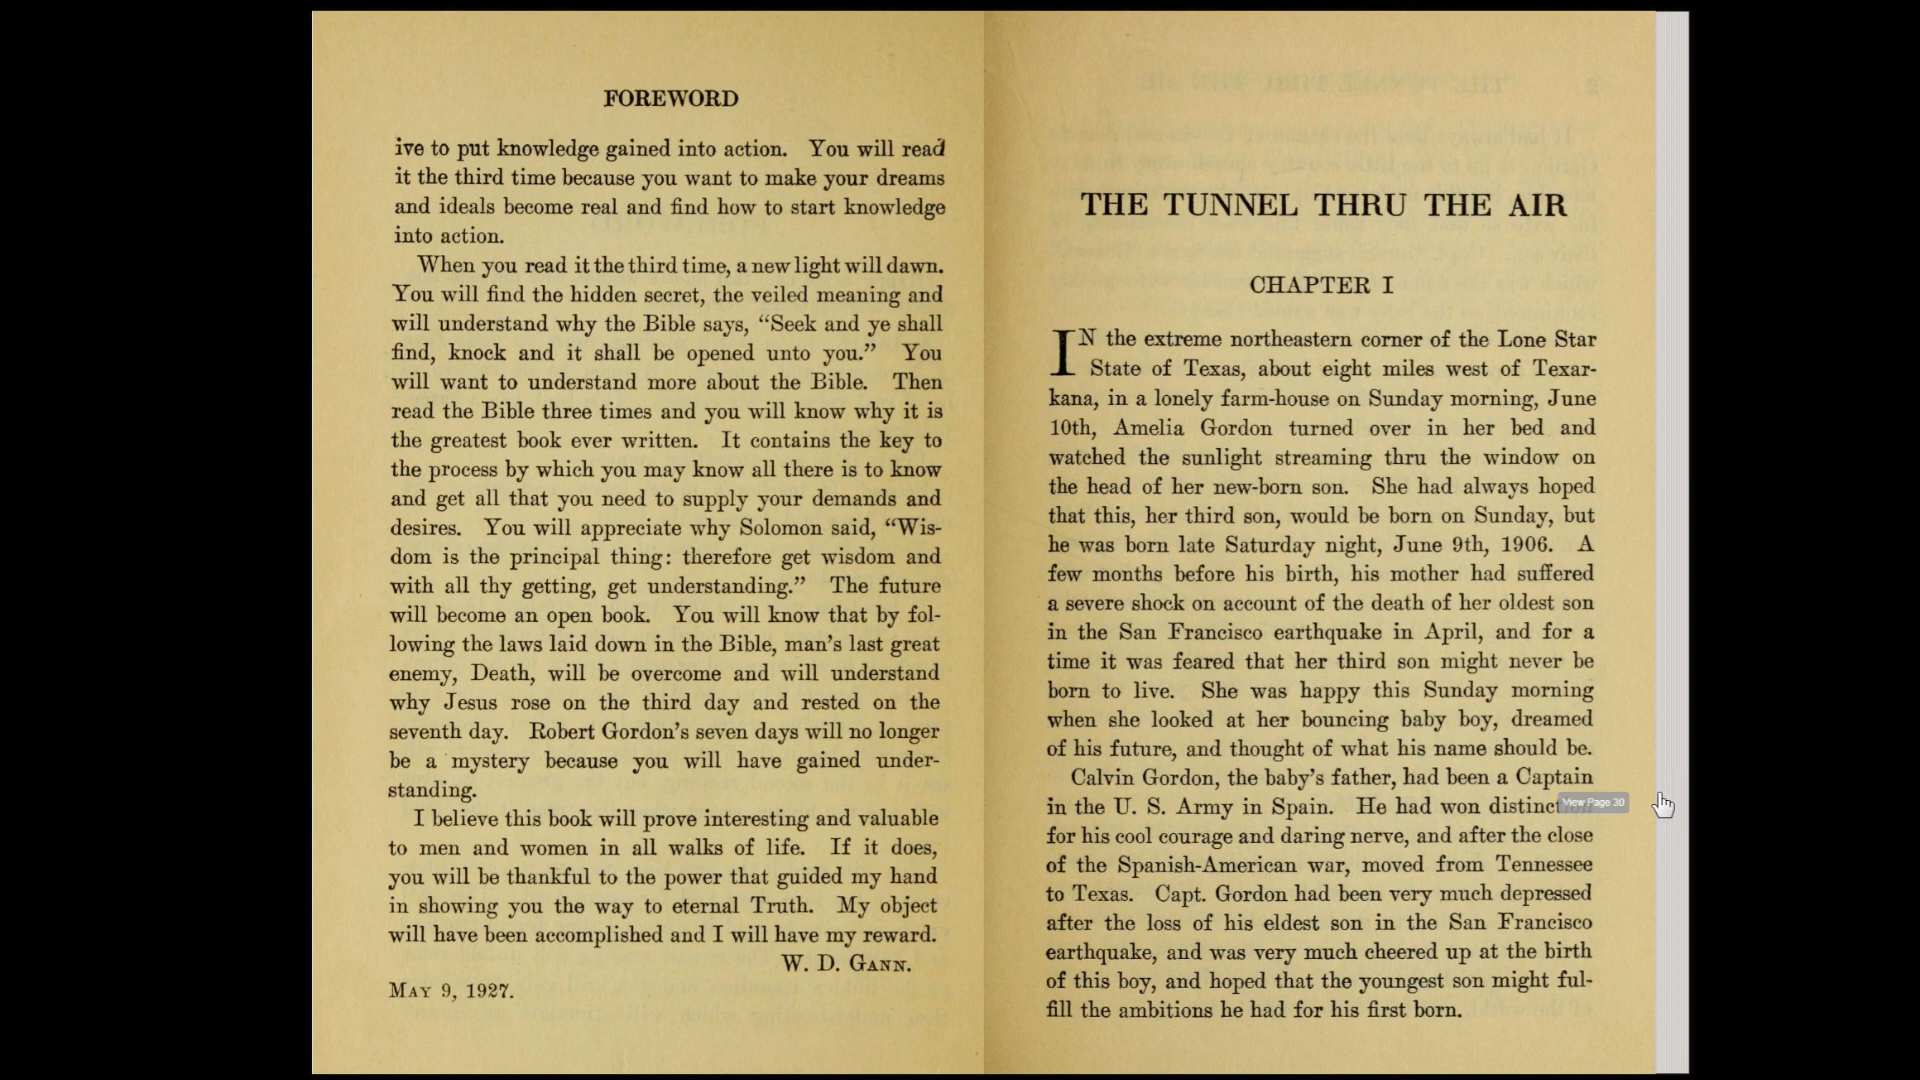 FOREWORD
ive to put knowledge gained into action. You will read
it the third time because you want to make your dreams
and ideals become real and find how to start knowledge
into action.
When you read it the third time, a new light will dawn.
You will find the hidden secret, the veiled meaning and
will understand why the Bible says, “Seek and ye shall
find, knock and it shall be opened unto you.” You
will want to understand more about the Bible. Then
read the Bible three times and you will know why it is
the greatest book ever written. It contains the key to
the process by which you may know all there is to know
and get all that you need to supply your demands and
desires. You will appreciate why Solomon said, “Wis-
dom is the principal thing: therefore get wisdom and
with all thy getting, get understanding.” The future
will become an open book. You will know that by fol-
lowing the laws laid down in the Bible, man's last great
enemy, Death, will be overcome and will understand
why Jesus rose on the third day and rested on the
seventh day. Robert Gordon's seven days will no longer
be a mystery because you will have gained under-
standing.
I believe this book will prove interesting and valuable
to men and women in all walks of life. If it does,
you will be thankful to the power that guided my hand
in showing you the way to eternal Truth. My object
will have been accomplished and I will have my reward.
W. D. GANN.
MAY 9, 1927.
THE TUNNEL THRU THE AIR
CHAPTER I
IN the extreme northeastern corner of the Lone Star
State of Texas, about eight miles west of Texar-
kana, in a lonely farm-house on Sunday morning, June
10th, Amelia Gordon turned over in her bed and
watched the sunlight streaming thru the window on
the head of her new-born son. She had always hoped
that this, her third son, would be born on Sunday, but
he was born late Saturday night, June 9th, 1906. A
few months before his birth, his mother had suffered
a severe shock on account of the death of her oldest son
in the San Francisco earthquake in April, and for a
time it was feared that her third son might never be
born to live. She was happy this Sunday morning
when she looked at her bouncing baby boy, dreamed
of his future, and thought of what his name should be.
Calvin Gordon, the baby's father, had been a Captain
in the U. S. Army in Spain. He had won
View Page 30
for his cool courage and daring nerve, and after the close
of the Spanish-American war, moved from Tennessee
to Texas. Capt. Gordon had been very much depressed
after the loss of his eldest son in the San Francisco
earthquake, and was very much cheered up at the birth
of this boy, and hoped that the youngest son might ful-
fill the ambitions he had for his first born.